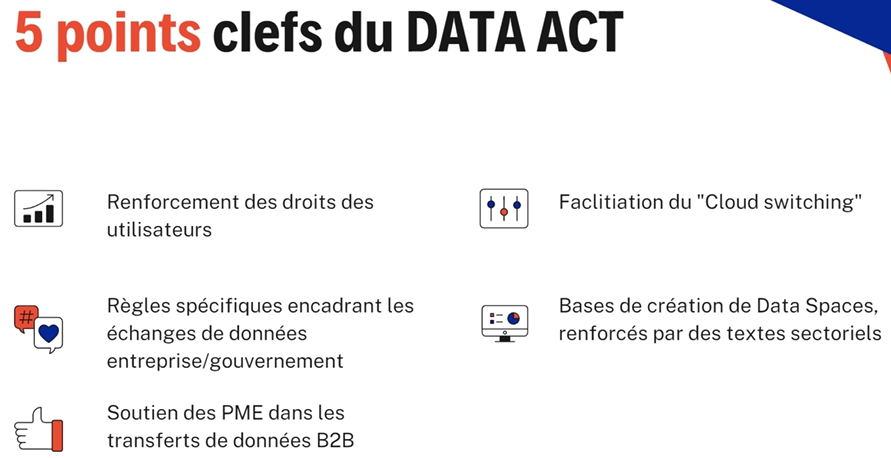 5 points clefs du DATA ACT
Renforcement des droits des
utilisateurs
Règles spécifiques encadrant les
échanges de données
entreprise/gouvernement
Soutien des PME dans les
transferts de données B2B
Faclitiation du "Cloud switching"
Bases de création de Data Spaces,
renforcés par des textes sectoriels
#